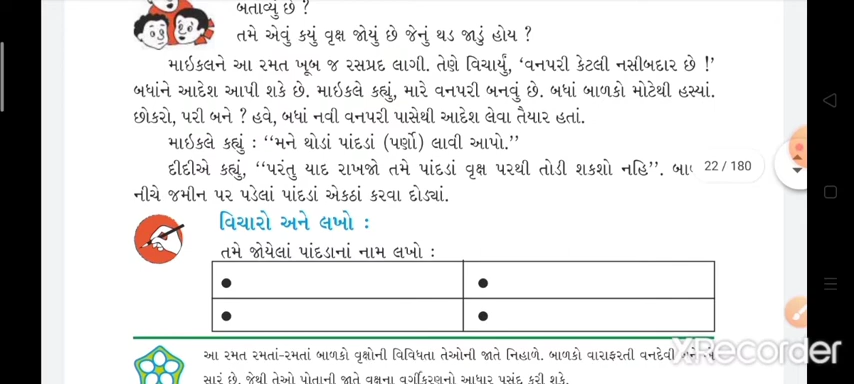 બતાવ્યું છે ?
તમે એવું કયું વૃક્ષ જોયું છે જેનું થડ જાડું હોય ?
માઇકલને આ રમત ખૂબ જ રસપ્રદ લાગી. તેણે વિચાર્યું, ‘વનપરી કેટલી નસીબદાર છે !’
બધાંને આદેશ આપી શકે છે. માઇકલે કહ્યું, મારે વનપરી બનવું છે. બધાં બાળકો મોટેથી હસ્યાં.
છોકરો, પરી બને ? હવે, બધાં નવી વનપરી પાસેથી આદેશ લેવા તૈયાર હતાં.
માઇકલે કહ્યું : “મને થોડાં પાંદડાં (પર્ણો) લાવી આપો.”
દીદીએ કહ્યું, “પરંતુ યાદ રાખજો તમે પાંદડાં વૃક્ષ પરથી તોડી શકશો નહિ”.
22 / 180
નીચે જમીન પર પડેલાં પાંદડાં એકઠાં કરવા દોડ્યાં.
વિચારો અને લખો :
તમે જોયેલાં પાંદડાનાં નામ લખો :
આ રમત રમતાં-રમતાં બાળકો વૃક્ષોની વિવિધતા તેઓની જાતે નિહાળે. બાળકો વારાફરતી વનદેવી
XRecorder
સારું છે. જેથી તેઓ પોતાની જાતે વૃક્ષના વર્ગીકરણનો આધાર પસંદ કરી શકે.